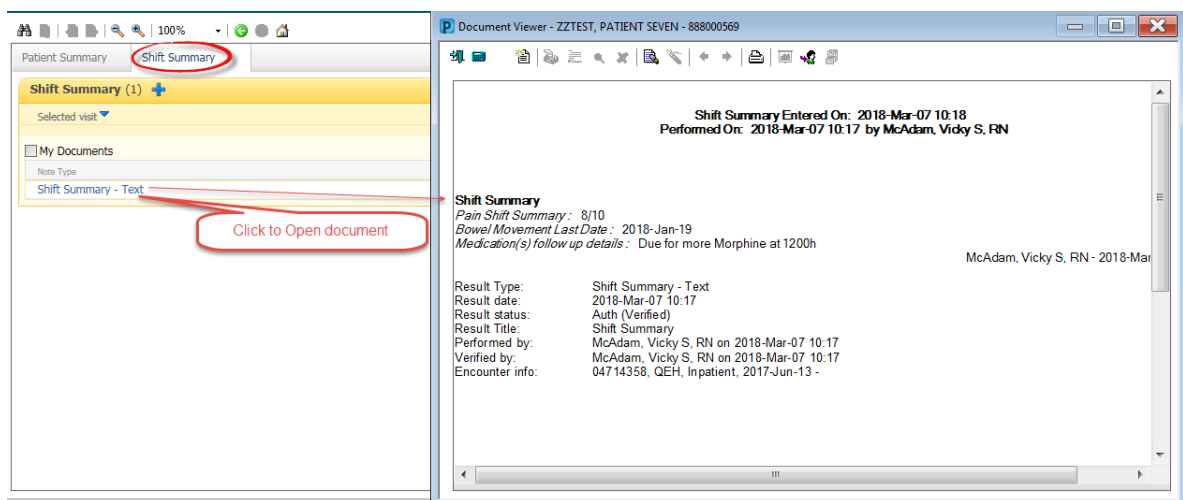 100%
Patient Summary
Shift Summary
Shift Summary (1)
Selected visit
My Documents
Note Type
Shift Summary - Text
Click to Open document
Document Viewer - ZZTEST, PATIENT SEVEN - 888000569
Shift Summary Entered On: 2018-Mar-07 10:18
Performed On: 2018-Mar-07 10:17 by McAdam, Vicky S, RN
Shift Summary
Pain Shift Summary : 8/10
Bowel Movement Last Date : 2018-Jan-19
Medication(s) follow up details : Due for more Morphine at 1200h
McAdam, Vicky S, RN - 2018-Mar
Result Type: Shift Summary - Text
Result date: 2018-Mar-07 10:17
Result status: Auth (Verified)
Result Title: Shift Summary
Performed by: McAdam, Vicky S, RN on 2018-Mar-07 10:17
Verified by: McAdam, Vicky S, RN on 2018-Mar-07 10:17
Encounter info: 04714358, QEH, Inpatient, 2017-Jun-13 -